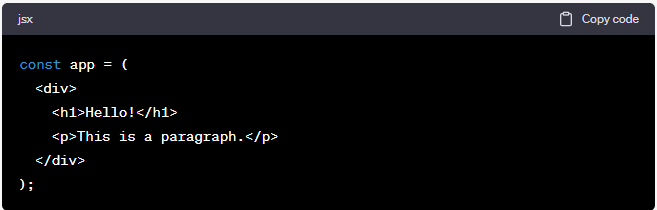 jsx Copy code
const app = (
  <div>
    <h1>Hello!</h1>
    <p>This is a paragraph.</p>
  </div>
);